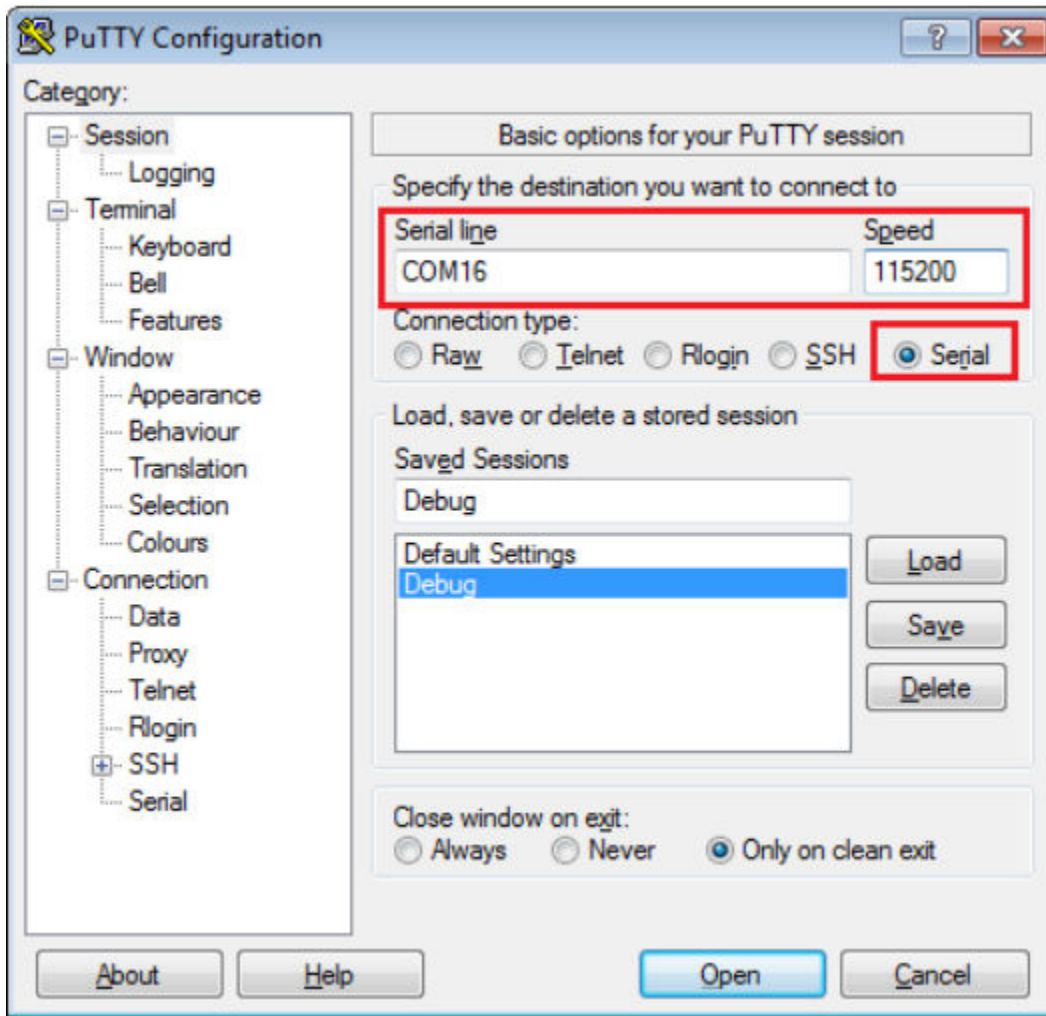 PuTTY Configuration
Category:
Session
Logging
Terminal
Keyboard
Bell
Features
Window
Appearance
Behaviour
Translation
Selection
Colours
Connection
Data
Proxy
Telnet
Rlogin
SSH
Serial
Basic options for your PuTTY session
Specify the destination you want to connect to
Serial line Speed
COM16 115200
Connection type:
Raw Telnet Rlogin SSH Serial
Load, save or delete a stored session
Saved Sessions
Debug
Default Settings
Debug
Load
Save
Delete
Close window on exit:
Always Never Only on clean exit
About Help Open Cancel